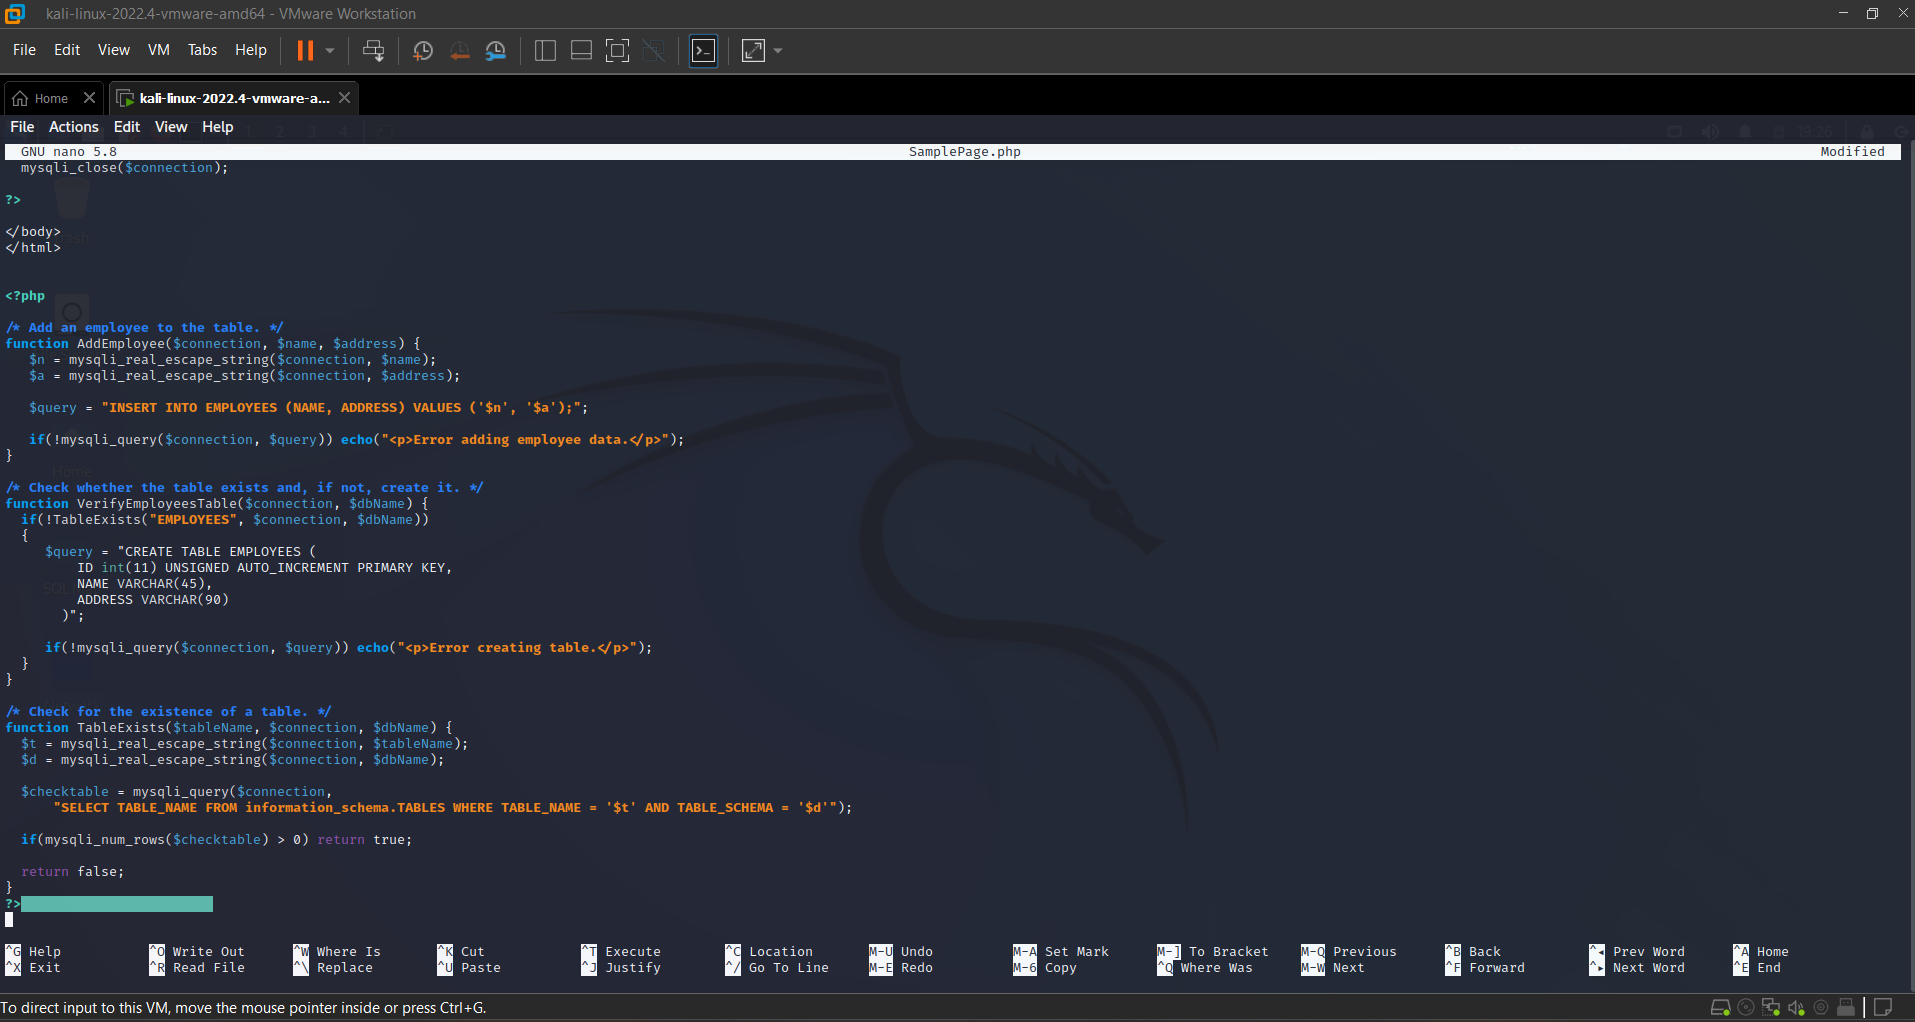 kali-linux-2022.4-vmware-amd64 - VMware Workstation
File Edit View VM Tabs Help
Home kali-linux-2022.4-vmware-a...
File Actions Edit View Help
1 2 3 4 19:26
GNU nano 5.8 SamplePage.php Modified
mysqli_close($connection);
?>
</body>
</html>
<?php
/* Add an employee to the table. */
function AddEmployee($connection, $name, $address) {
$n = mysqli_real_escape_string($connection, $name);
$a = mysqli_real_escape_string($connection, $address);
$query = "INSERT INTO EMPLOYEES (NAME, ADDRESS) VALUES ('$n', '$a');";
if(!mysqli_query($connection, $query)) echo("<p>Error adding employee data.</p>");
}
Home
/* Check whether the table exists and, if not, create it. */
function VerifyEmployeesTable($connection, $dbName) {
if(!TableExists("EMPLOYEES", $connection, $dbName))
{
$query = "CREATE TABLE EMPLOYEES (
ID int(11) UNSIGNED AUTO_INCREMENT PRIMARY KEY,
NAME VARCHAR(45),
ADDRESS VARCHAR(90)
)";
if(!mysqli_query($connection, $query)) echo("<p>Error creating table.</p>");
}
}
/* Check for the existence of a table. */
function TableExists($tableName, $connection, $dbName) {
$t = mysqli_real_escape_string($connection, $tableName);
$d = mysqli_real_escape_string($connection, $dbName);
$checktable = mysqli_query($connection,
"SELECT TABLE_NAME FROM information_schema.TABLES WHERE TABLE_NAME = '$t' AND TABLE_SCHEMA = '$d'");
if(mysqli_num_rows($checktable) > 0) return true;
return false;
}
?>
^G Help ^O Write Out ^W Where Is ^K Cut ^T Execute ^C Location M-U Undo M-A Set Mark M-] To Bracket M-Q Previous ^B Back ^◂ Prev Word ^A Home
^X Exit ^R Read File ^\ Replace ^U Paste ^J Justify ^/ Go To Line M-E Redo M-6 Copy ^Q Where Was M-W Next ^F Forward ^▸ Next Word ^E End
To direct input to this VM, move the mouse pointer inside or press Ctrl+G.